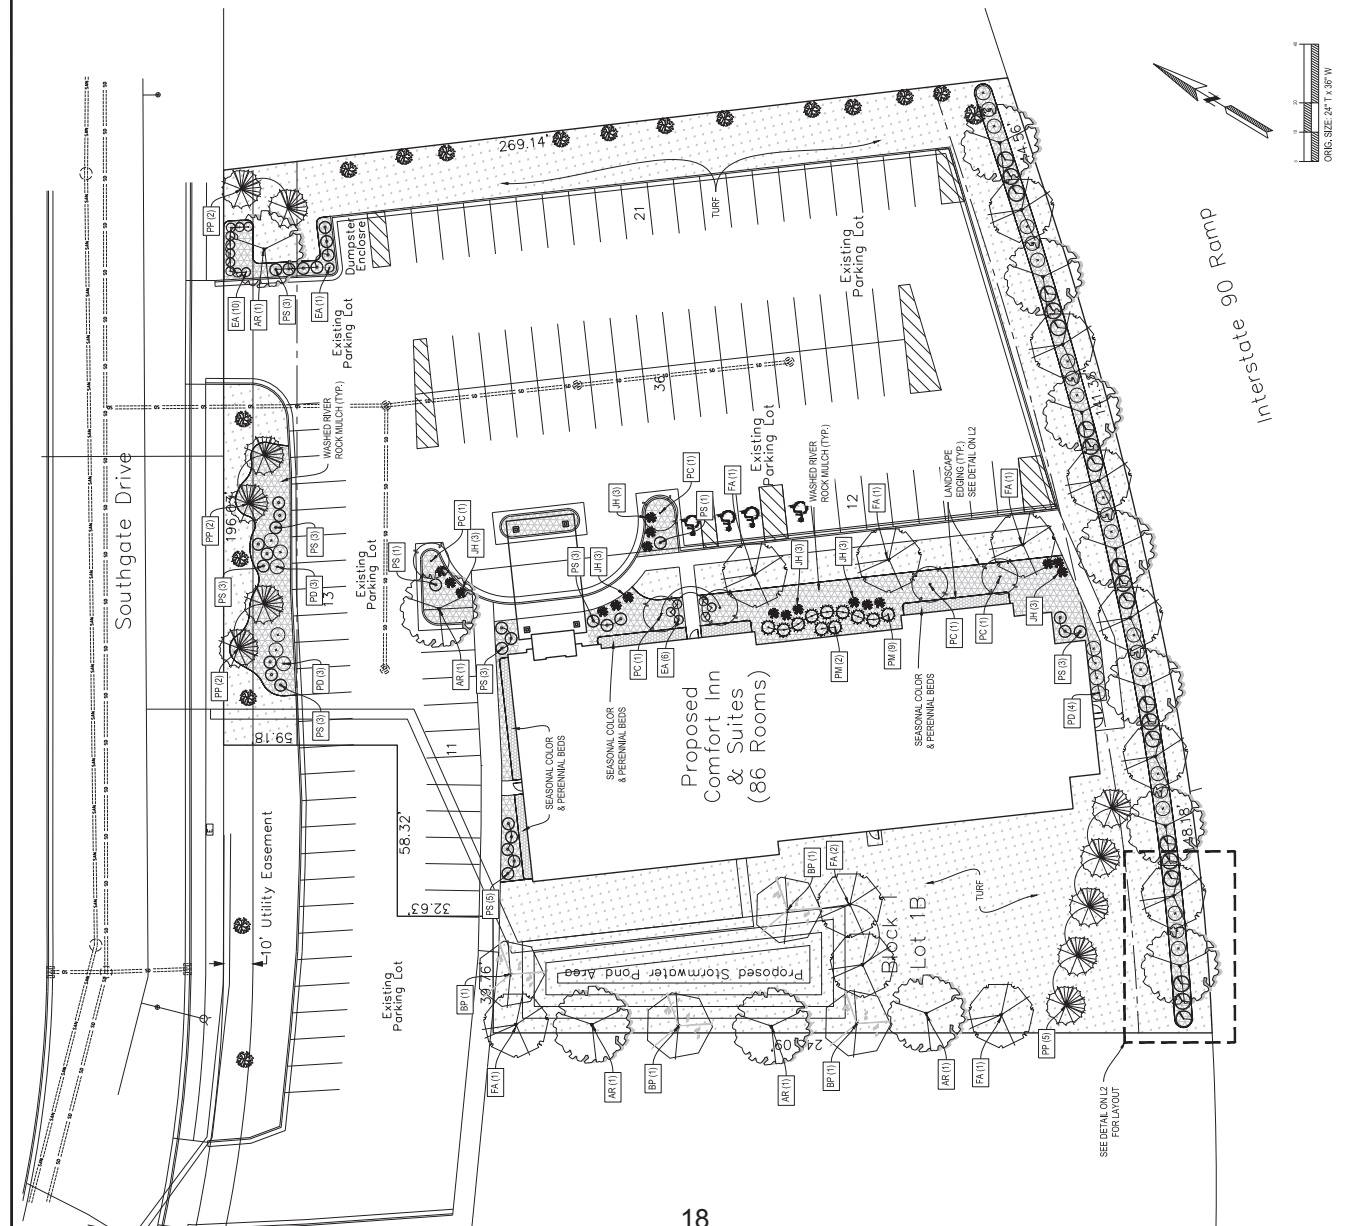 ORIG. SIZE: 24" T x 36" W
Interstate 90 Ramp
Southgate Drive
269.14'
TURF
21
PP (2)
EA (10)
AR (1)
PS (3)
EA (1)
Dumpster
Enclosre
Existing
Parking Lot
Existing
Parking Lot
WASHED RIVER
ROCK MULCH (TYP.)
36
PP (2)
PS (3)
PS (3)
PD (3)
13
Existing
Parking Lot
PP (2)
PD (3)
PS (3)
59.18'
PS (1)
PC (1)
JH (3)
AR (1)
JH (3)
PC (1)
PS (1)
FA (1)
Existing
Parking Lot
WASHED RIVER
ROCK MULCH (TYP.)
12
FA (1)
LANDSCAPE
EDGING (TYP.)
SEE DETAIL ON L2
FA (1)
141.38'
PS (3)
JH (3)
JH (3)
JH (3)
JH (3)
PS (3)
PC (1)
EA (6)
PM (2)
PM (9)
PC (1)
PC (1)
PS (3)
PD (4)
SEASONAL COLOR
& PERENNIAL BEDS
SEASONAL COLOR
& PERENNIAL BEDS
SEASONAL COLOR
& PERENNIAL BEDS
Proposed
Comfort Inn
& Suites
(86 Rooms)
11
10' Utility Easement
58.32'
32.63'
PS (5)
Existing
Parking Lot
BP (1)
39.76'
Proposed Stormwater Pond Area
BP (1)
FA (2)
Block 1
Lot 1B
TURF
148.18'
FA (1)
AR (1)
BP (1)
AR (1)
BP (1)
AR (1)
FA (1)
PP (5)
SEE DETAIL ON L2
FOR LAYOUT
18